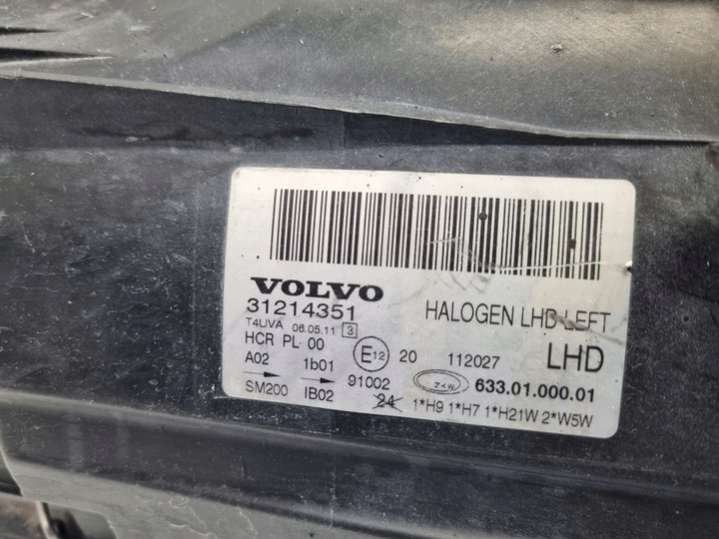 VOLVO
31214351
HALOGEN LHD LEFT
T4UVA 06.05.11 3
HCR PL 00
E12 20 112027 LHD
A02 1b01
91002 633.01.000.01
SM200 IB02
24 1*H9 1*H7 1*H21W 2*W5W